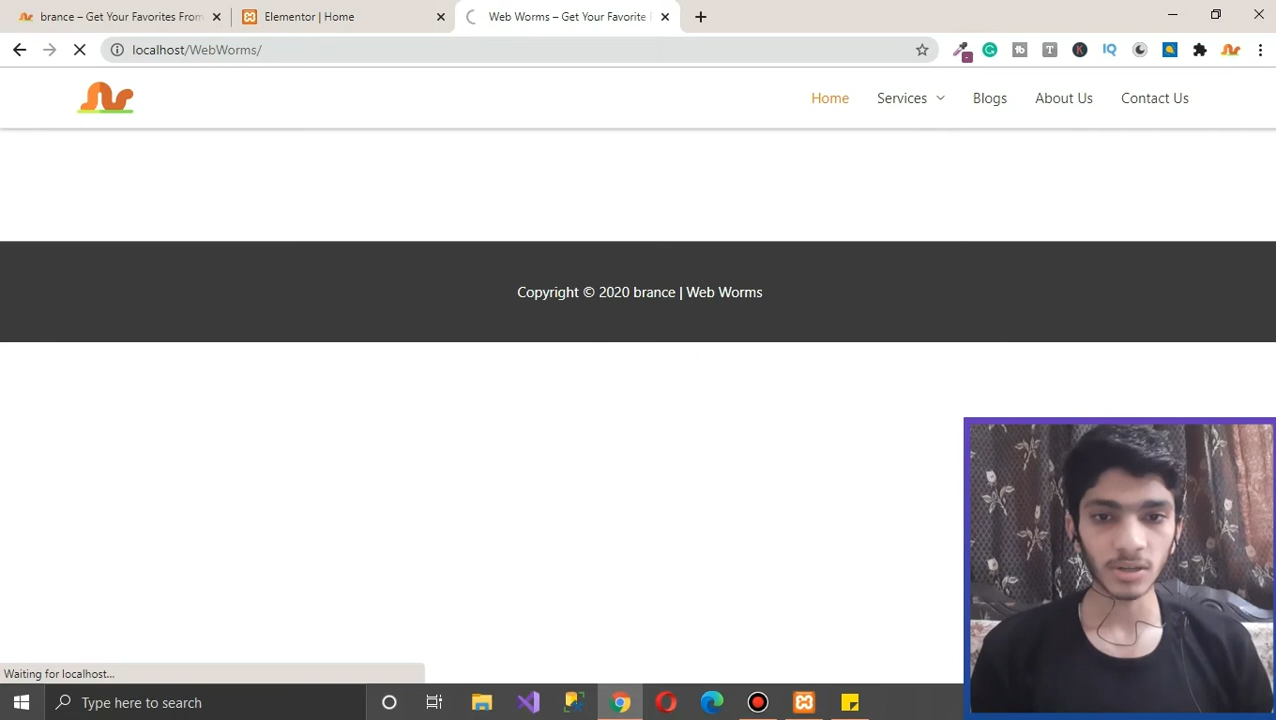 brance – Get Your Favorites From
Elementor | Home
Web Worms – Get Your Favorite
localhost/WebWorms/
Home
Services
Blogs
About Us
Contact Us
Copyright © 2020 brance | Web Worms
Waiting for localhost...
Type here to search